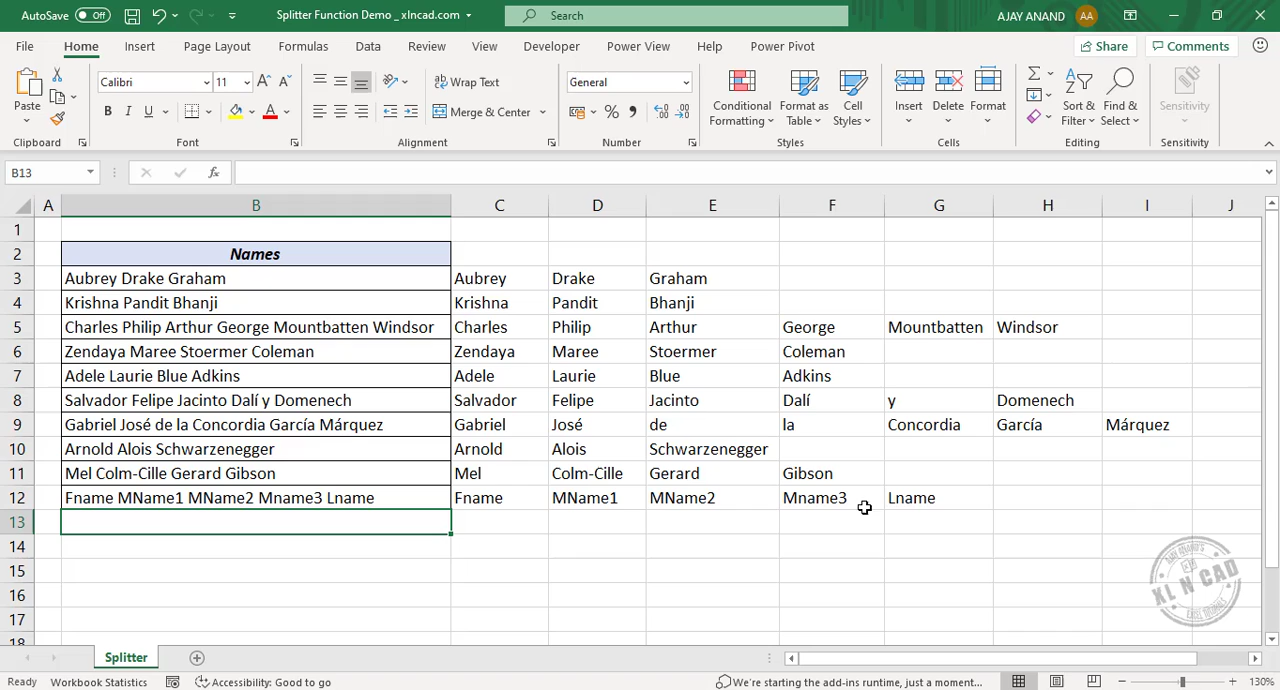 AutoSave Off Splitter Function Demo _ xlncad.com Search AJAY ANAND AA
File Home Insert Page Layout Formulas Data Review View Developer Power View Help Power Pivot Share Comments
Paste Calibri 11 Wrap Text General Conditional Formatting Format as Table Cell Styles Insert Delete Format Sort & Filter Find & Select Sensitivity
B I U A Merge & Center % 
Clipboard Font Alignment Number Styles Cells Editing Sensitivity
B13 fx
A B C D E F G H I J
1
2 Names
3 Aubrey Drake Graham Aubrey Drake Graham
4 Krishna Pandit Bhanji Krishna Pandit Bhanji
5 Charles Philip Arthur George Mountbatten Windsor Charles Philip Arthur George Mountbatten Windsor
6 Zendaya Maree Stoermer Coleman Zendaya Maree Stoermer Coleman
7 Adele Laurie Blue Adkins Adele Laurie Blue Adkins
8 Salvador Felipe Jacinto Dalí y Domenech Salvador Felipe Jacinto Dalí y Domenech
9 Gabriel José de la Concordia García Márquez Gabriel José de la Concordia García Márquez
10 Arnold Alois Schwarzenegger Arnold Alois Schwarzenegger
11 Mel Colm-Cille Gerard Gibson Mel Colm-Cille Gerard Gibson
12 Fname MName1 MName2 Mname3 Lname Fname MName1 MName2 Mname3 Lname
13
14
15
16
17
18
AJAY ANAND'S
XL N CAD
EXCEL TUTORIALS
Splitter
Ready Workbook Statistics Accessibility: Good to go We're starting the add-ins runtime, just a moment... 130%